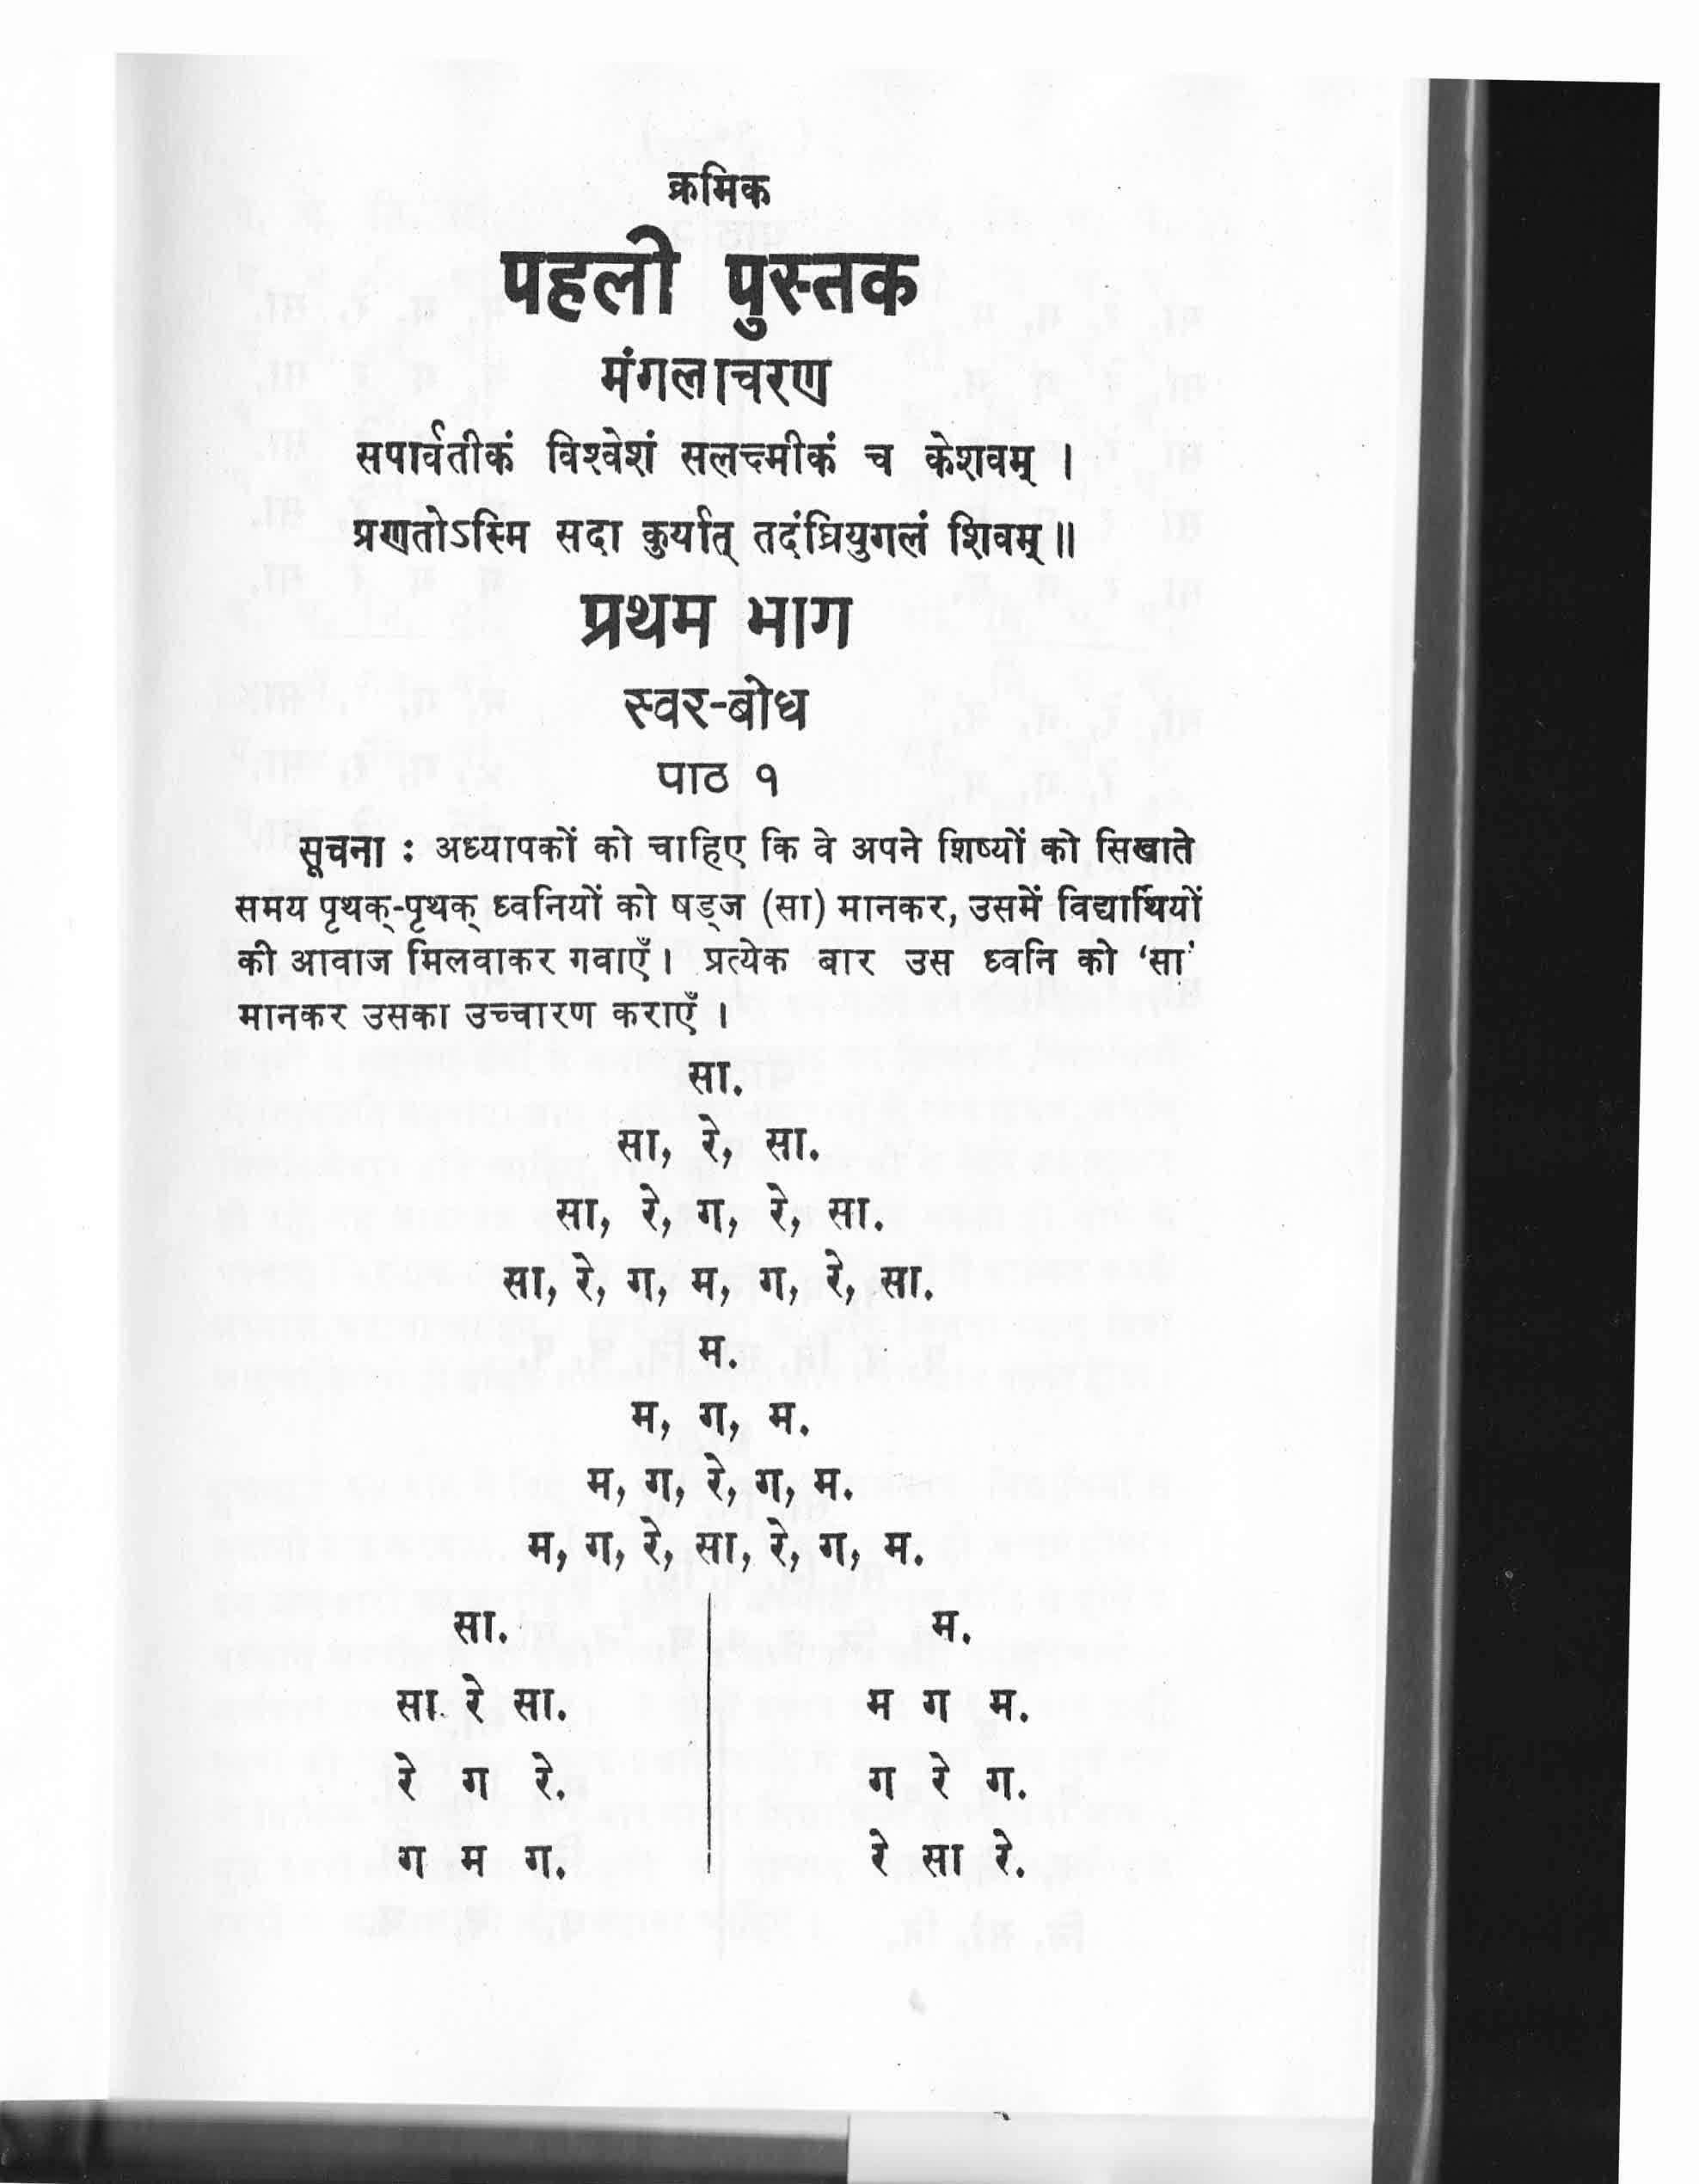 क्रमिक
पहली पुस्तक
मंगलाचरण
सपार्वतीकं विश्वेशं सलक्ष्मीकं च केशवम् ।
प्रणतोऽस्मि सदा कुर्यात् तदंघ्रियुगलं शिवम् ॥
प्रथम भाग
स्वर-बोध
पाठ १
सूचना : अध्यापकों को चाहिए कि वे अपने शिष्यों को सिखाते
समय पृथक्-पृथक् ध्वनियों को षड्ज (सा) मानकर, उसमें विद्यार्थियों
की आवाज मिलवाकर गवाएँ । प्रत्येक बार उस ध्वनि को ‘सा’
मानकर उसका उच्चारण कराएँ ।
सा.
सा, रे, सा.
सा, रे, ग, रे, सा.
सा, रे, ग, म, ग, रे, सा.
म.
म, ग, म.
म, ग, रे, ग, म.
म, ग, रे, सा, रे, ग, म.
सा.
सा रे सा.
रे ग रे.
ग म ग.
म.
म ग म.
ग रे ग.
रे सा रे.